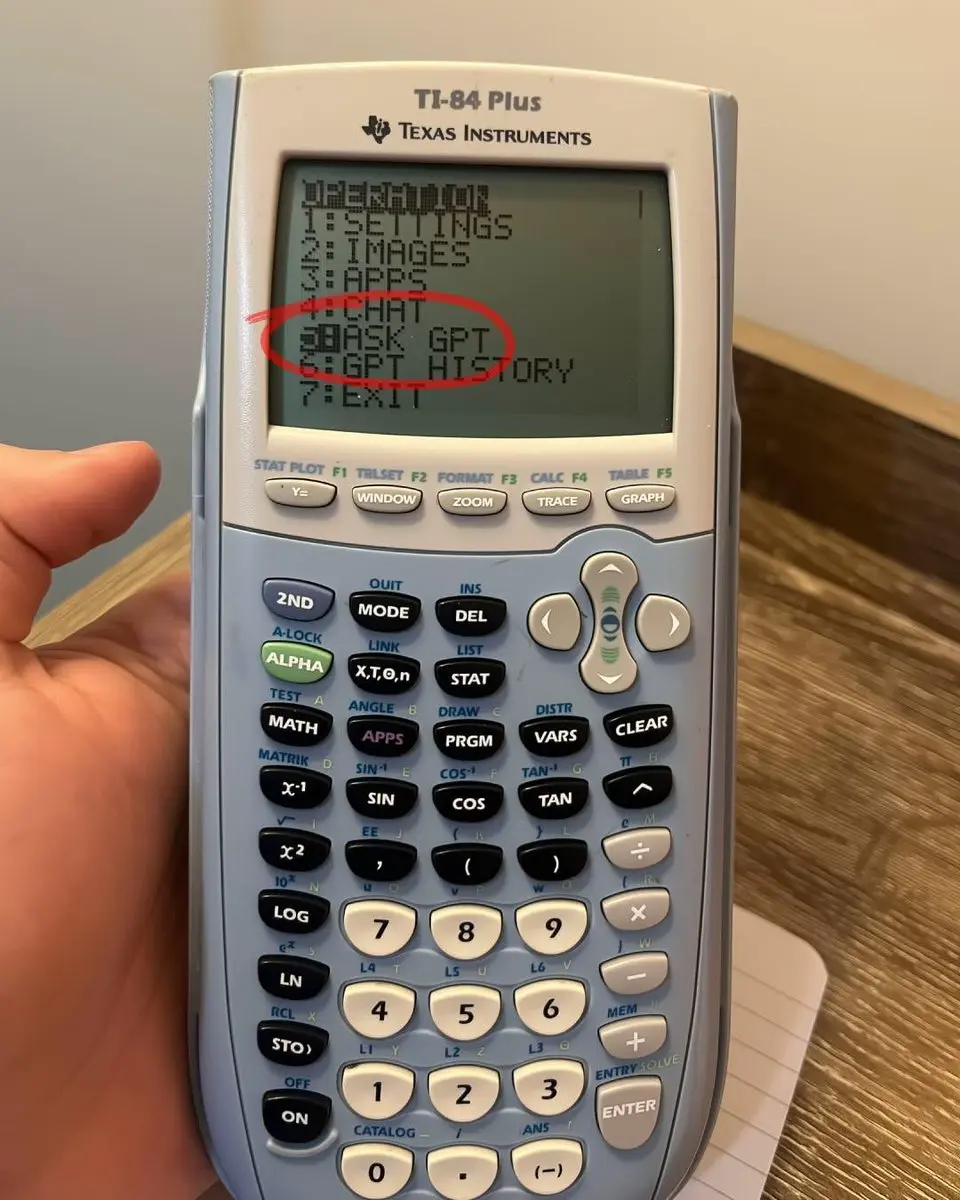 TI-84 Plus
TEXAS INSTRUMENTS
OPERATION
1:SETTINGS
2:IMAGES
3:APPS
4:CHAT
5:ASK GPT
6:GPT HISTORY
7:EXIT
STAT PLOT F1 TBLSET F2 FORMAT F3 CALC F4 TABLE F5
Y= WINDOW ZOOM TRACE GRAPH
QUIT INS
2ND MODE DEL
A-LOCK LINK LIST
ALPHA X,T,Θ,n STAT
TEST A ANGLE B DRAW C DISTR
MATH APPS PRGM VARS CLEAR
MATRIX D SIN⁻¹ E COS⁻¹ F TAN⁻¹ G π H
x⁻¹ SIN COS TAN ^
√ I EE J { K } L e M
x² , ( ) ÷
10ˣ N u O v P w Q [ R
LOG 7 8 9 ×
eˣ S L4 T L5 U L6 V ] W
LN 4 5 6 −
RCL X L1 Y L2 Z L3 θ MEM "
STO› 1 2 3 +
OFF CATALOG i ANS ENTRY SOLVE
ON 0 . (−) ENTER